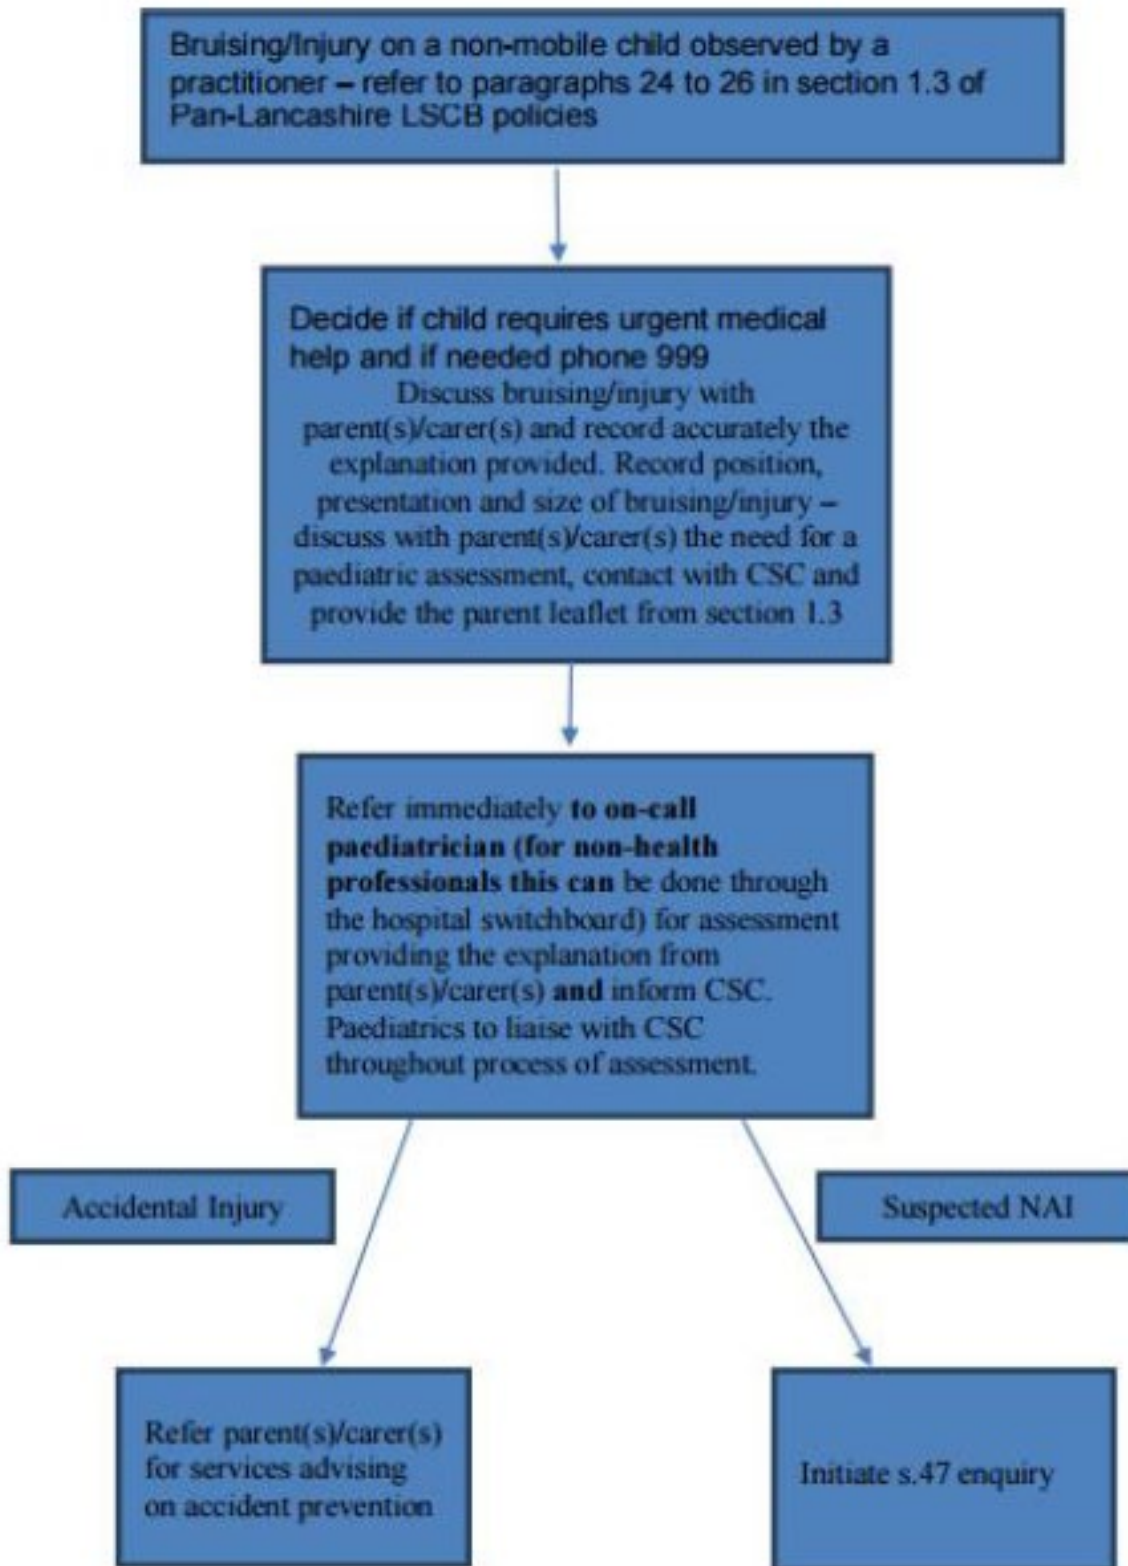 Bruising/Injury on a non-mobile child observed by a
practitioner – refer to paragraphs 24 to 26 in section 1.3 of
Pan-Lancashire LSCB policies
Decide if child requires urgent medical
help and if needed phone 999
Discuss bruising/injury with
parent(s)/carer(s) and record accurately the
explanation provided. Record position,
presentation and size of bruising/injury –
discuss with parent(s)/carer(s) the need for a
paediatric assessment, contact with CSC and
provide the parent leaflet from section 1.3
Refer immediately to on-call
paediatrician (for non-health
professionals this can be done through
the hospital switchboard) for assessment
providing the explanation from
parent(s)/carer(s) and inform CSC.
Paediatrics to liaise with CSC
throughout process of assessment.
Accidental Injury
Suspected NAI
Refer parent(s)/carer(s)
for services advising
on accident prevention
Initiate s.47 enquiry